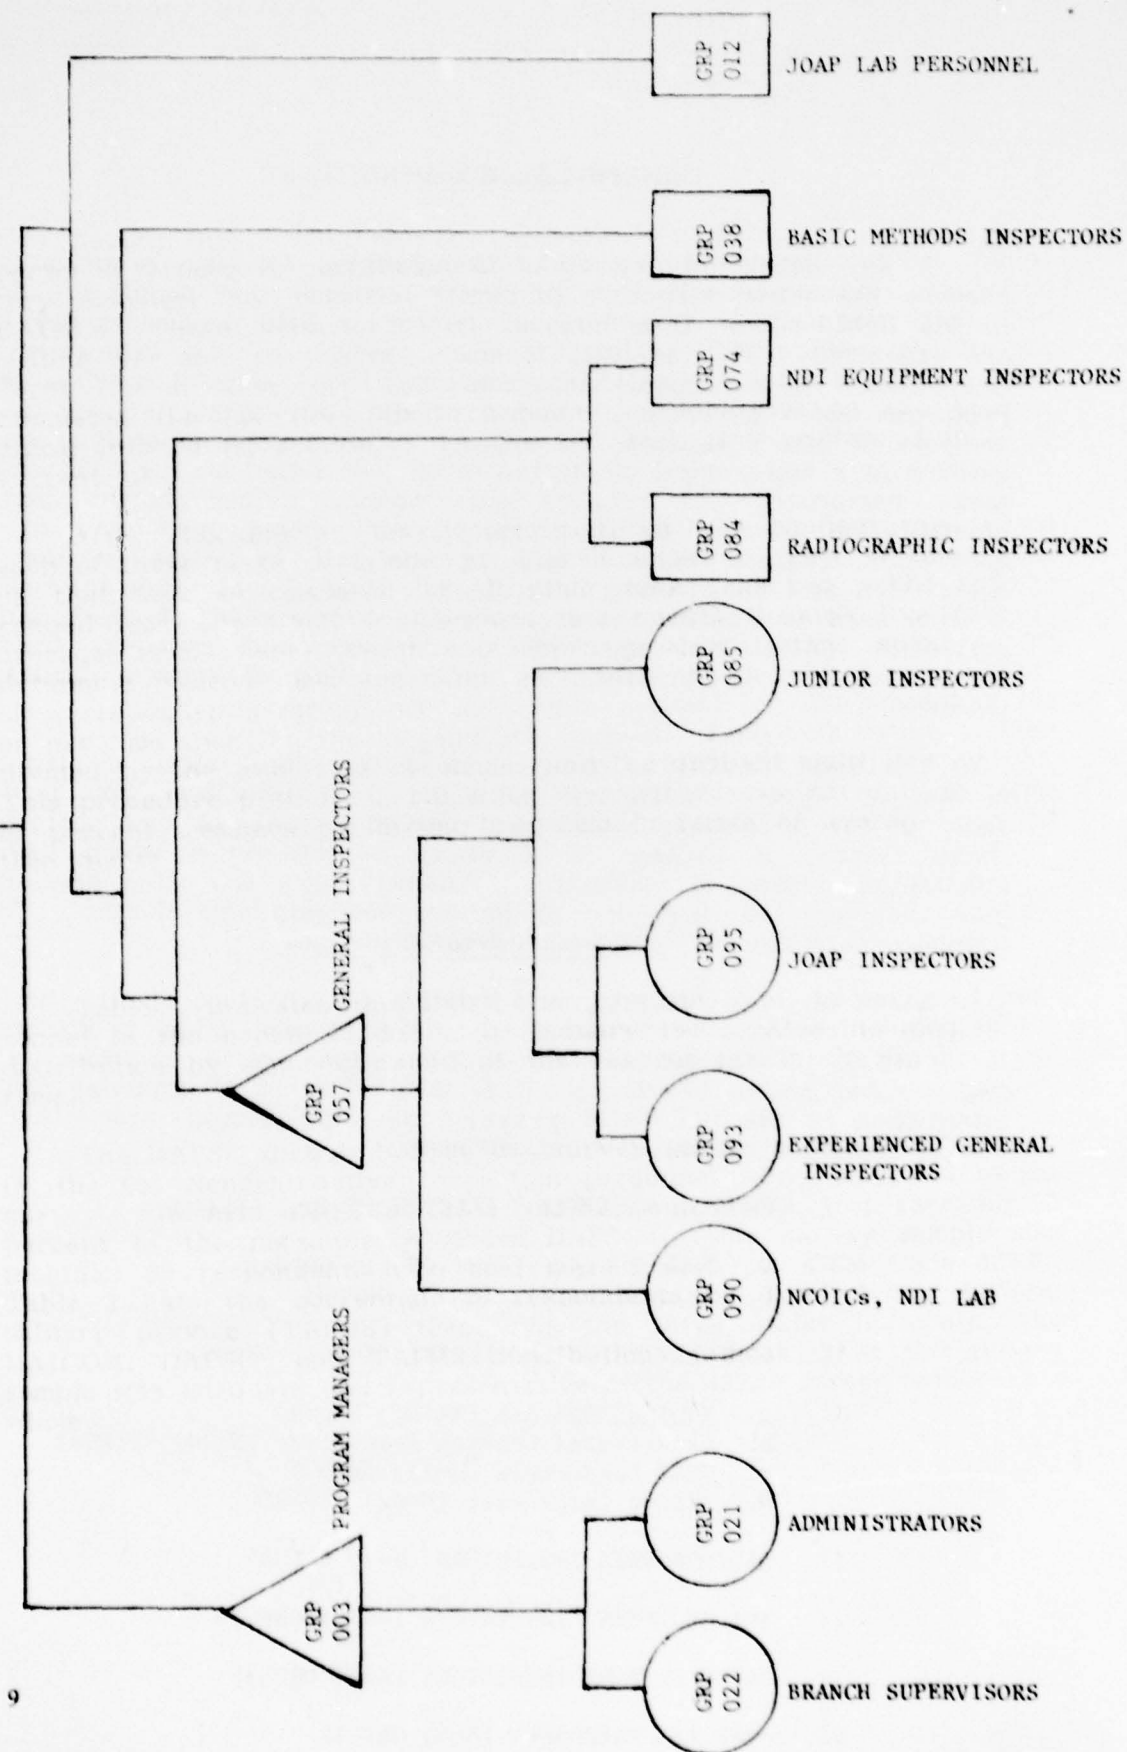 GRP
012
JOAP LAB PERSONNEL
GRP
038
BASIC METHODS INSPECTORS
GRP
074
NDI EQUIPMENT INSPECTORS
GRP
084
RADIOGRAPHIC INSPECTORS
GRP
085
JUNIOR INSPECTORS
GENERAL INSPECTORS
GRP
057
GRP
095
JOAP INSPECTORS
GRP
093
EXPERIENCED GENERAL
INSPECTORS
GRP
090
NCOICs, NDI LAB
PROGRAM MANAGERS
GRP
003
GRP
021
ADMINISTRATORS
GRP
022
BRANCH SUPERVISORS
9